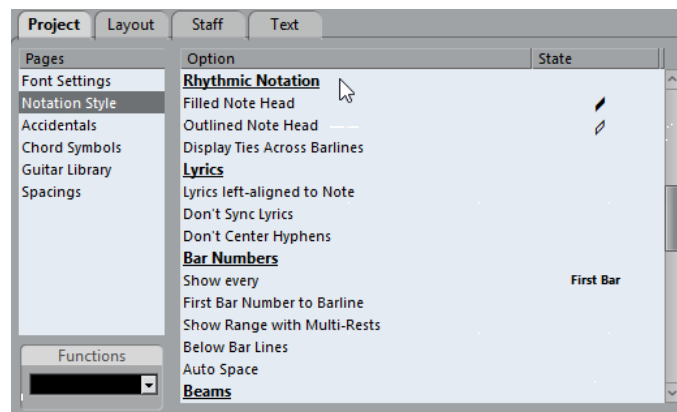 Project Layout Staff Text
Pages Option State
Font Settings Rhythmic Notation
Notation Style Filled Note Head
Accidentals Outlined Note Head
Chord Symbols Display Ties Across Barlines
Guitar Library Lyrics
Spacings Lyrics left-aligned to Note
Don't Sync Lyrics
Don't Center Hyphens
Bar Numbers
Show every First Bar
First Bar Number to Barline
Show Range with Multi-Rests
Functions Below Bar Lines
Auto Space
Beams